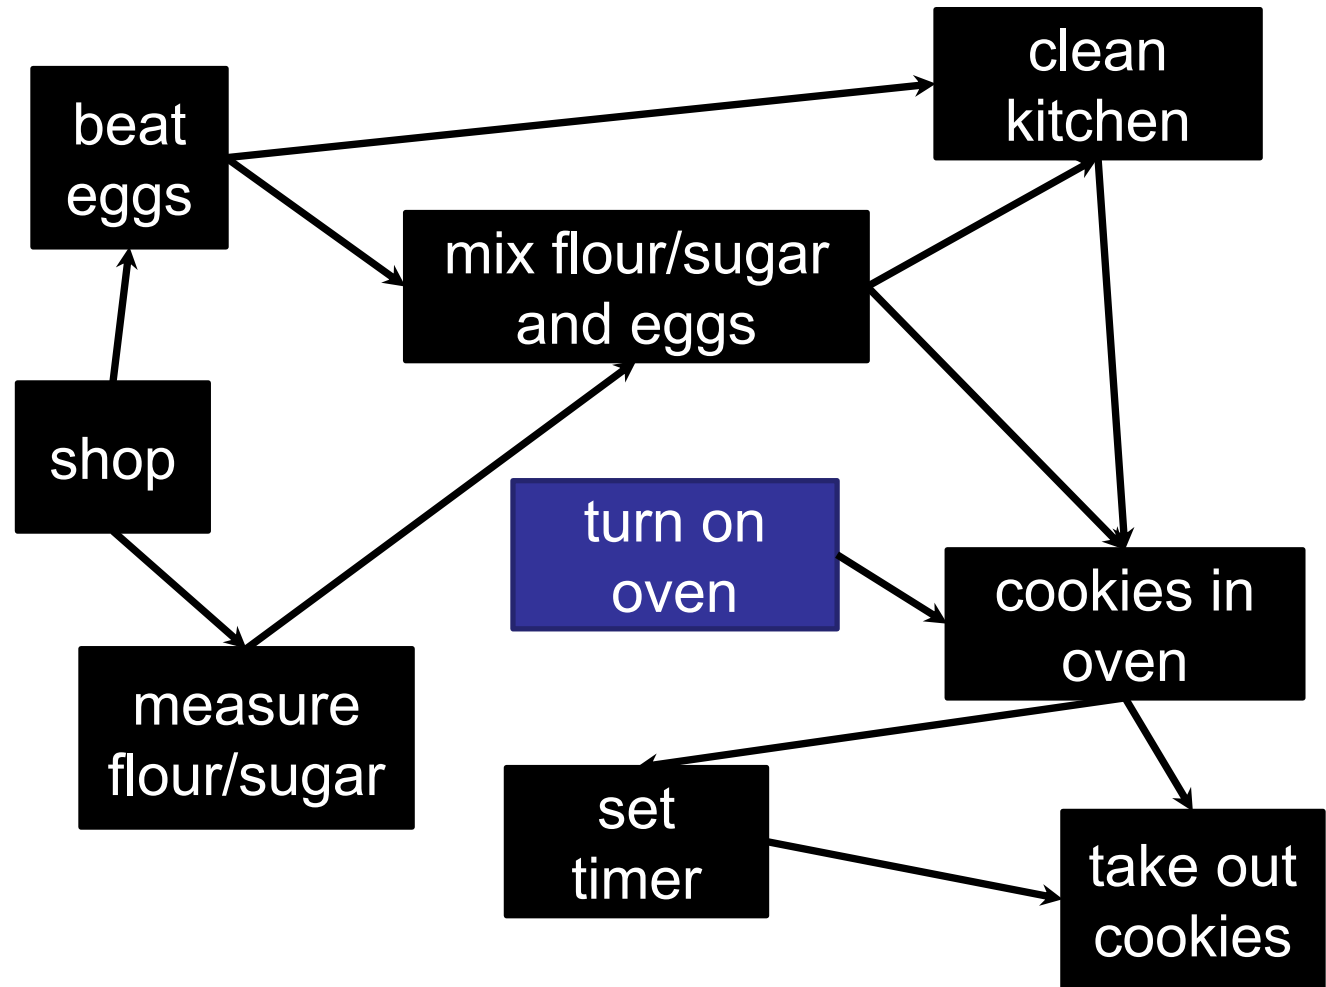 clean
kitchen
beat
eggs
mix flour/sugar
and eggs
shop
turn on
oven
cookies in
oven
measure
flour/sugar
set
timer
take out
cookies